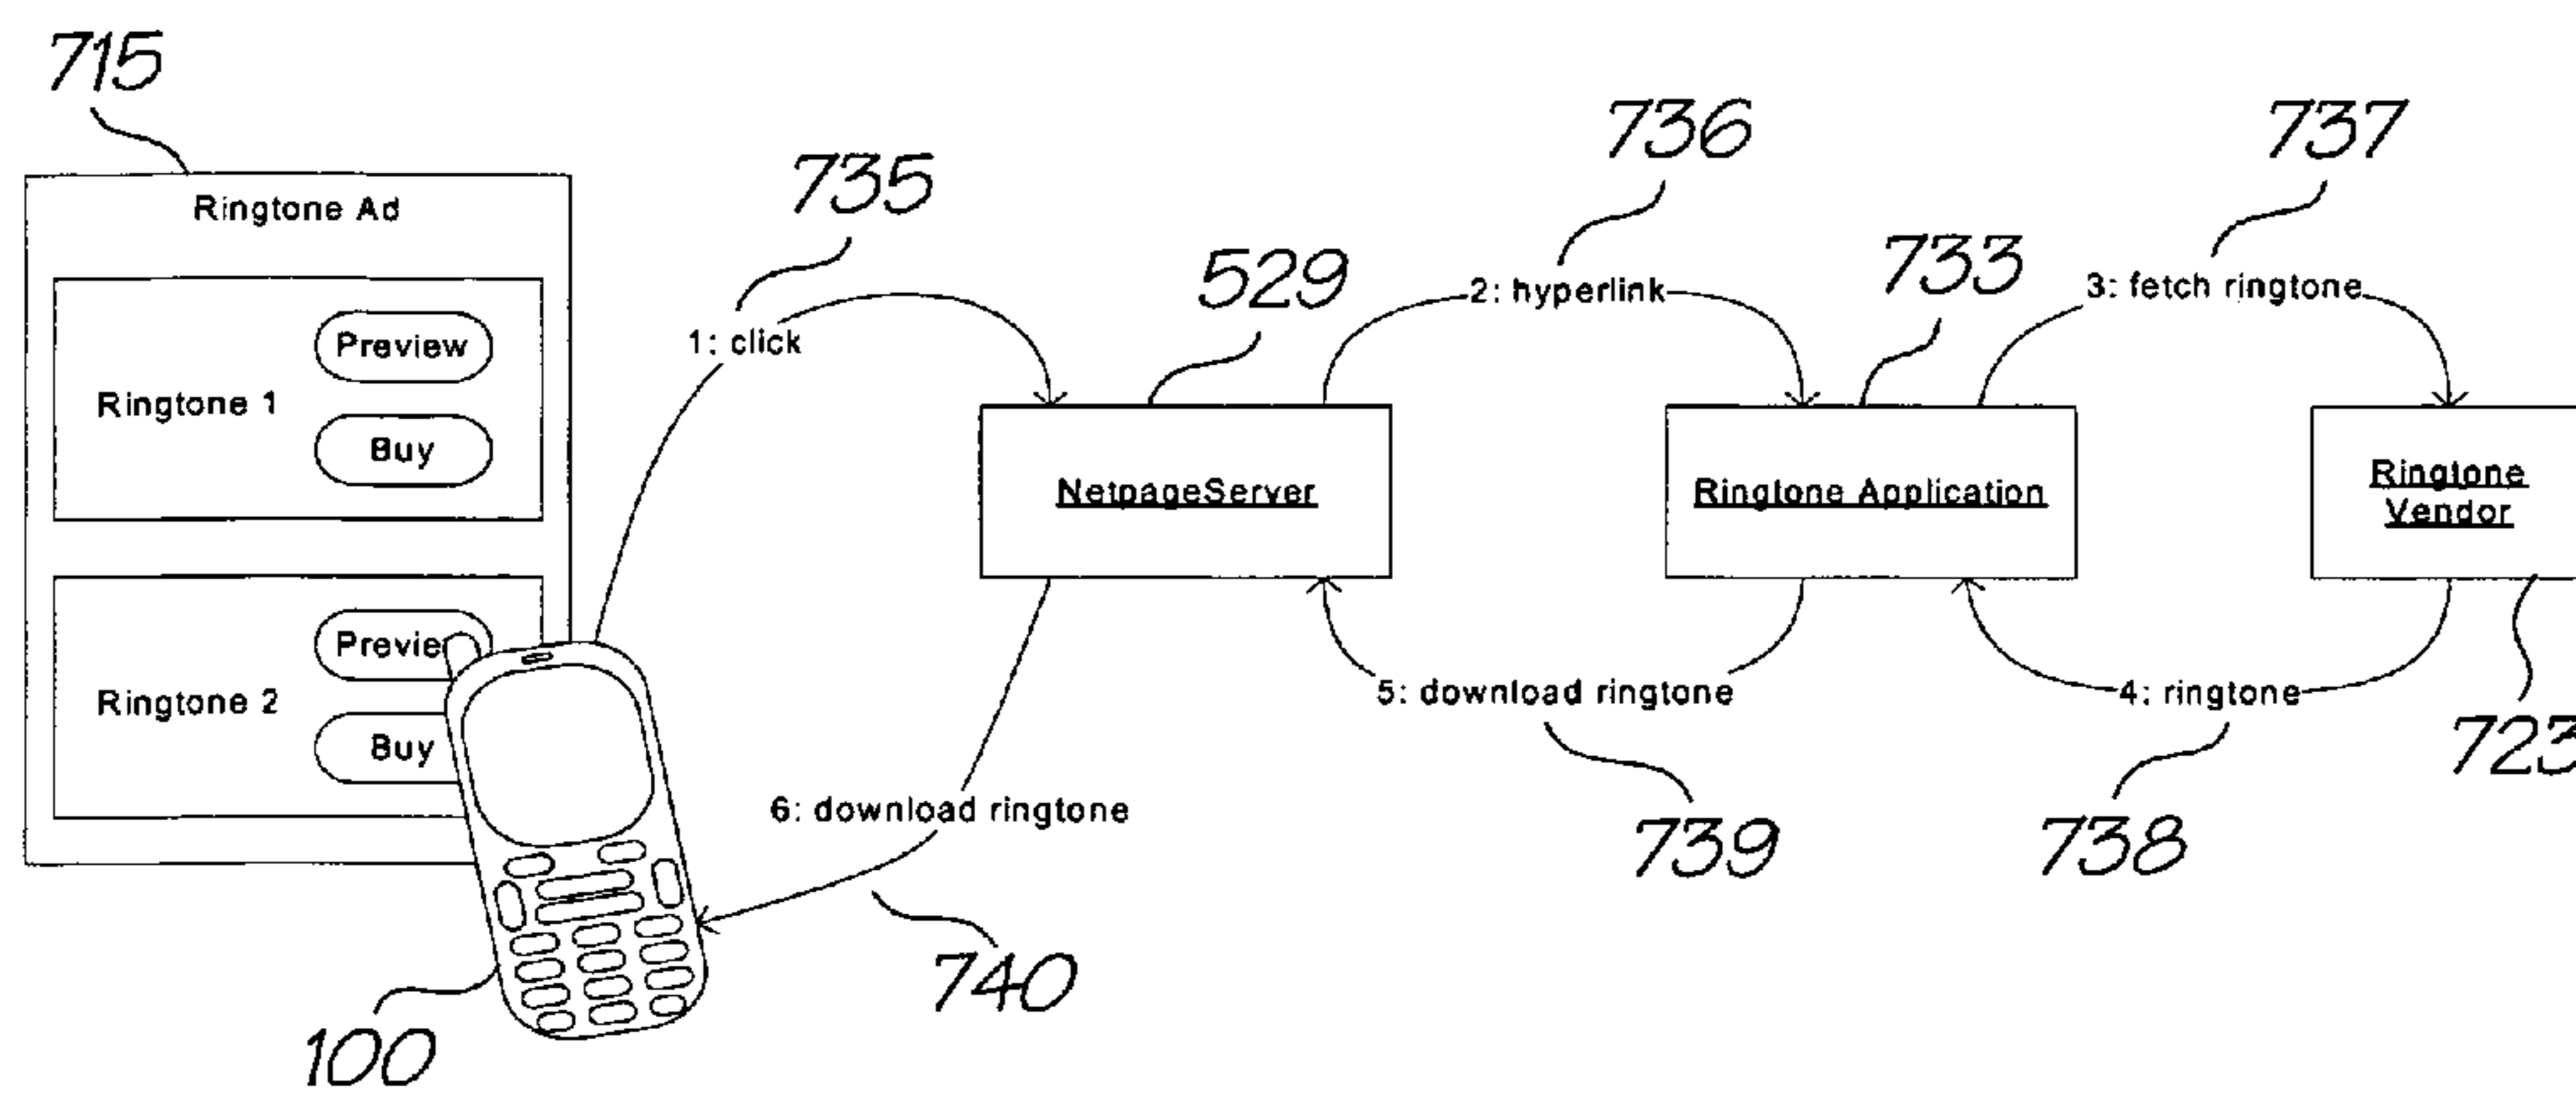 715
Ringtone Ad
Ringtone 1
Preview
Buy
Ringtone 2
Buy
100
735
1: click
529
NetpageServer
736
2: hyperlink
733
Ringtone Application
737
3: fetch ringtone
Ringtone
Vendor
723
4: ringtone
738
5: download ringtone
739
6: download ringtone
740